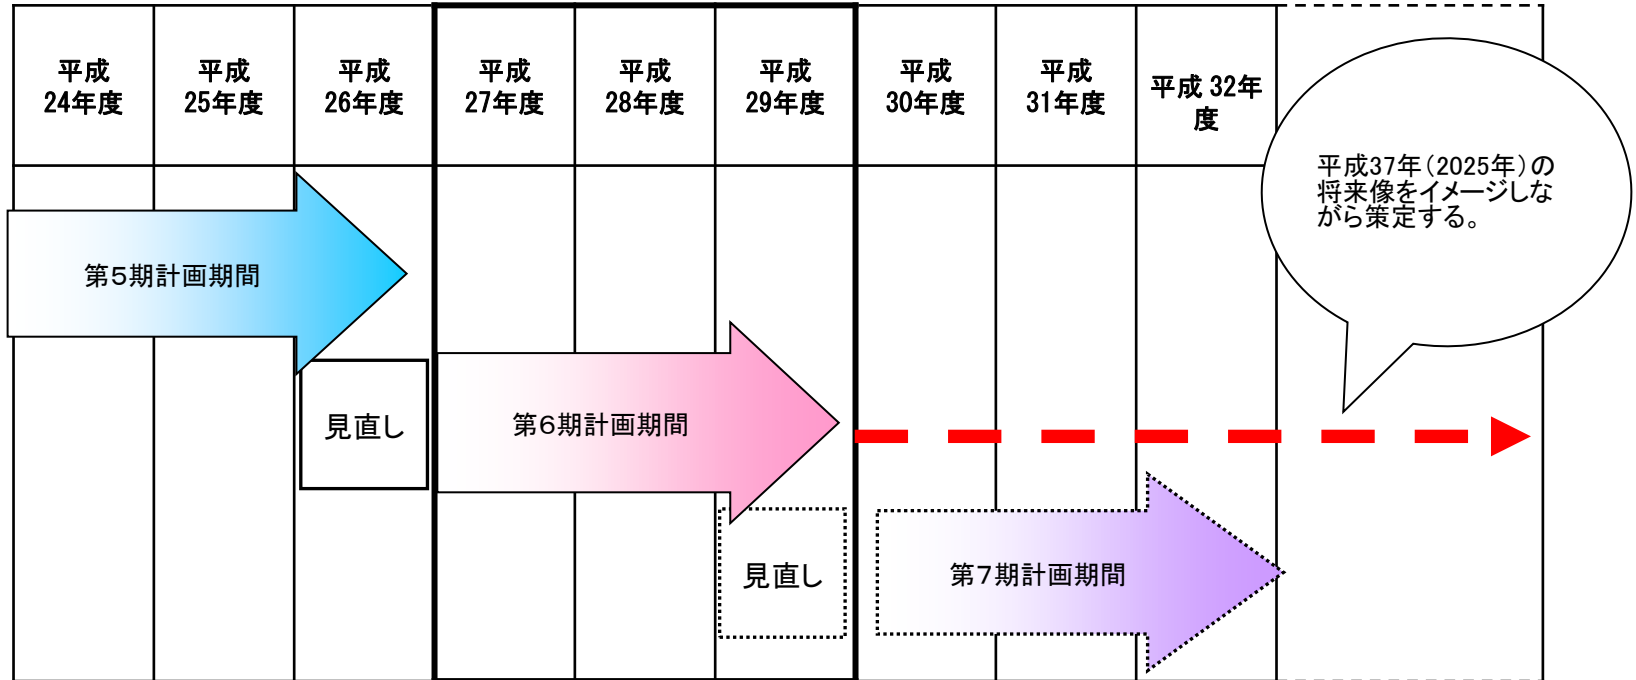 平成
24年度
平成
25年度
平成
26年度
平成
27年度
平成
28年度
平成
29年度
平成
30年度
平成
31年度
平成 32年
度
平成37年（2025年）の
将来像をイメージしな
がら策定する。
第５期計画期間
見直し
第６期計画期間
見直し
第７期計画期間